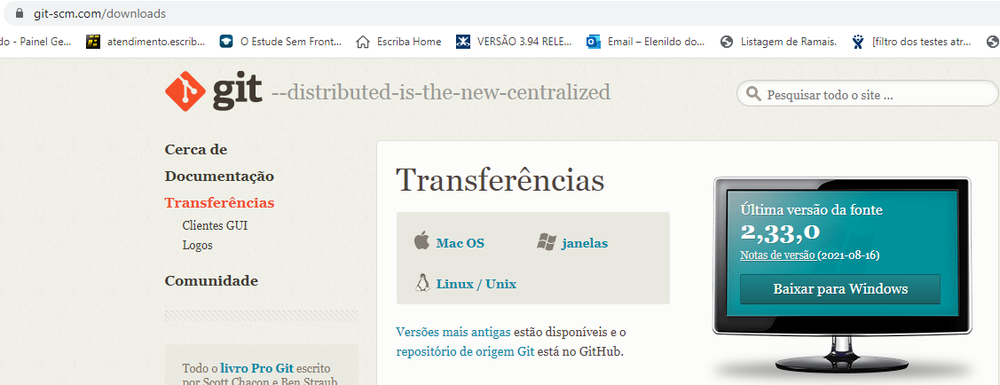 git-scm.com/downloads
do - Painel Ge... atendimento.escrib... O Estude Sem Front... Escriba Home VERSÃO 3.94 RELE... Email – Elenildo do... Listagem de Ramais. [filtro dos testes atr...
git --distributed-is-the-new-centralized
Pesquisar todo o site ...
Cerca de
Documentação
Transferências
Clientes GUI
Logos
Comunidade
Todo o livro Pro Git escrito
por Scott Chacon e Ben Straub
Transferências
Mac OS janelas
Linux / Unix
Versões mais antigas estão disponíveis e o
repositório de origem Git está no GitHub.
Última versão da fonte
2,33,0
Notas de versão (2021-08-16)
Baixar para Windows